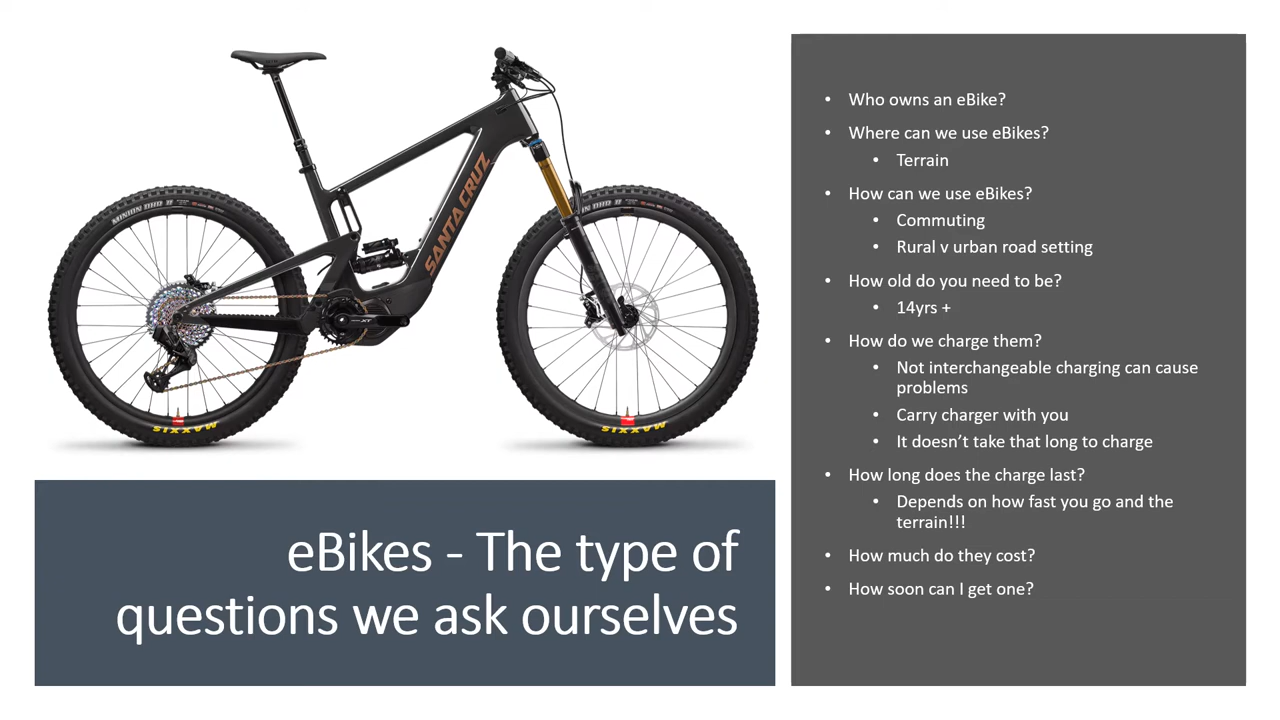 MINION DHR II
MINION DHR II
SANTA CRUZ
XT
MAXXIS
MAXXIS
eBikes - The type of
questions we ask ourselves
• Who owns an eBike?
• Where can we use eBikes?
• Terrain
• How can we use eBikes?
• Commuting
• Rural v urban road setting
• How old do you need to be?
• 14yrs +
• How do we charge them?
• Not interchangeable charging can cause
problems
• Carry charger with you
• It doesn’t take that long to charge
• How long does the charge last?
• Depends on how fast you go and the
terrain!!!
• How much do they cost?
• How soon can I get one?